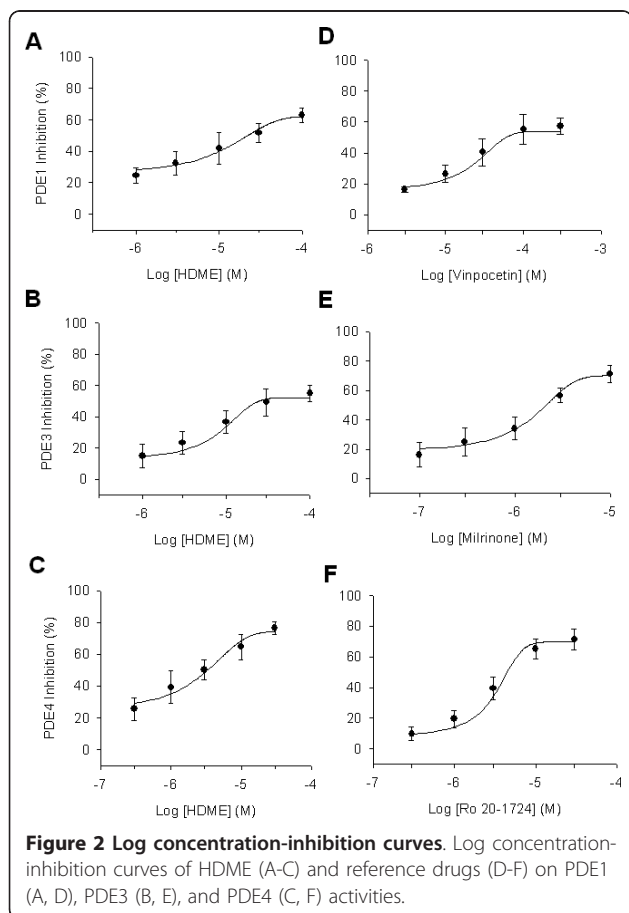 A
100
80
60
40
20
0
PDE1 Inhibition (%)
-6 -5 -4
Log [HDME] (M)
D
100
80
60
40
20
0
-6 -5 -4 -3
Log [Vinpocetin] (M)
B
100
80
60
40
20
0
PDE3 Inhibition (%)
-6 -5 -4
Log [HDME] (M)
E
100
80
60
40
20
0
-7 -6 -5
Log [Milrinone] (M)
C
100
80
60
40
20
0
PDE4 Inhibition (%)
-7 -6 -5 -4
Log [HDME] (M)
F
100
80
60
40
20
0
-7 -6 -5 -4
Log [Ro 20-1724] (M)
Figure 2 Log concentration-inhibition curves. Log concentration-
inhibition curves of HDME (A-C) and reference drugs (D-F) on PDE1
(A, D), PDE3 (B, E), and PDE4 (C, F) activities.